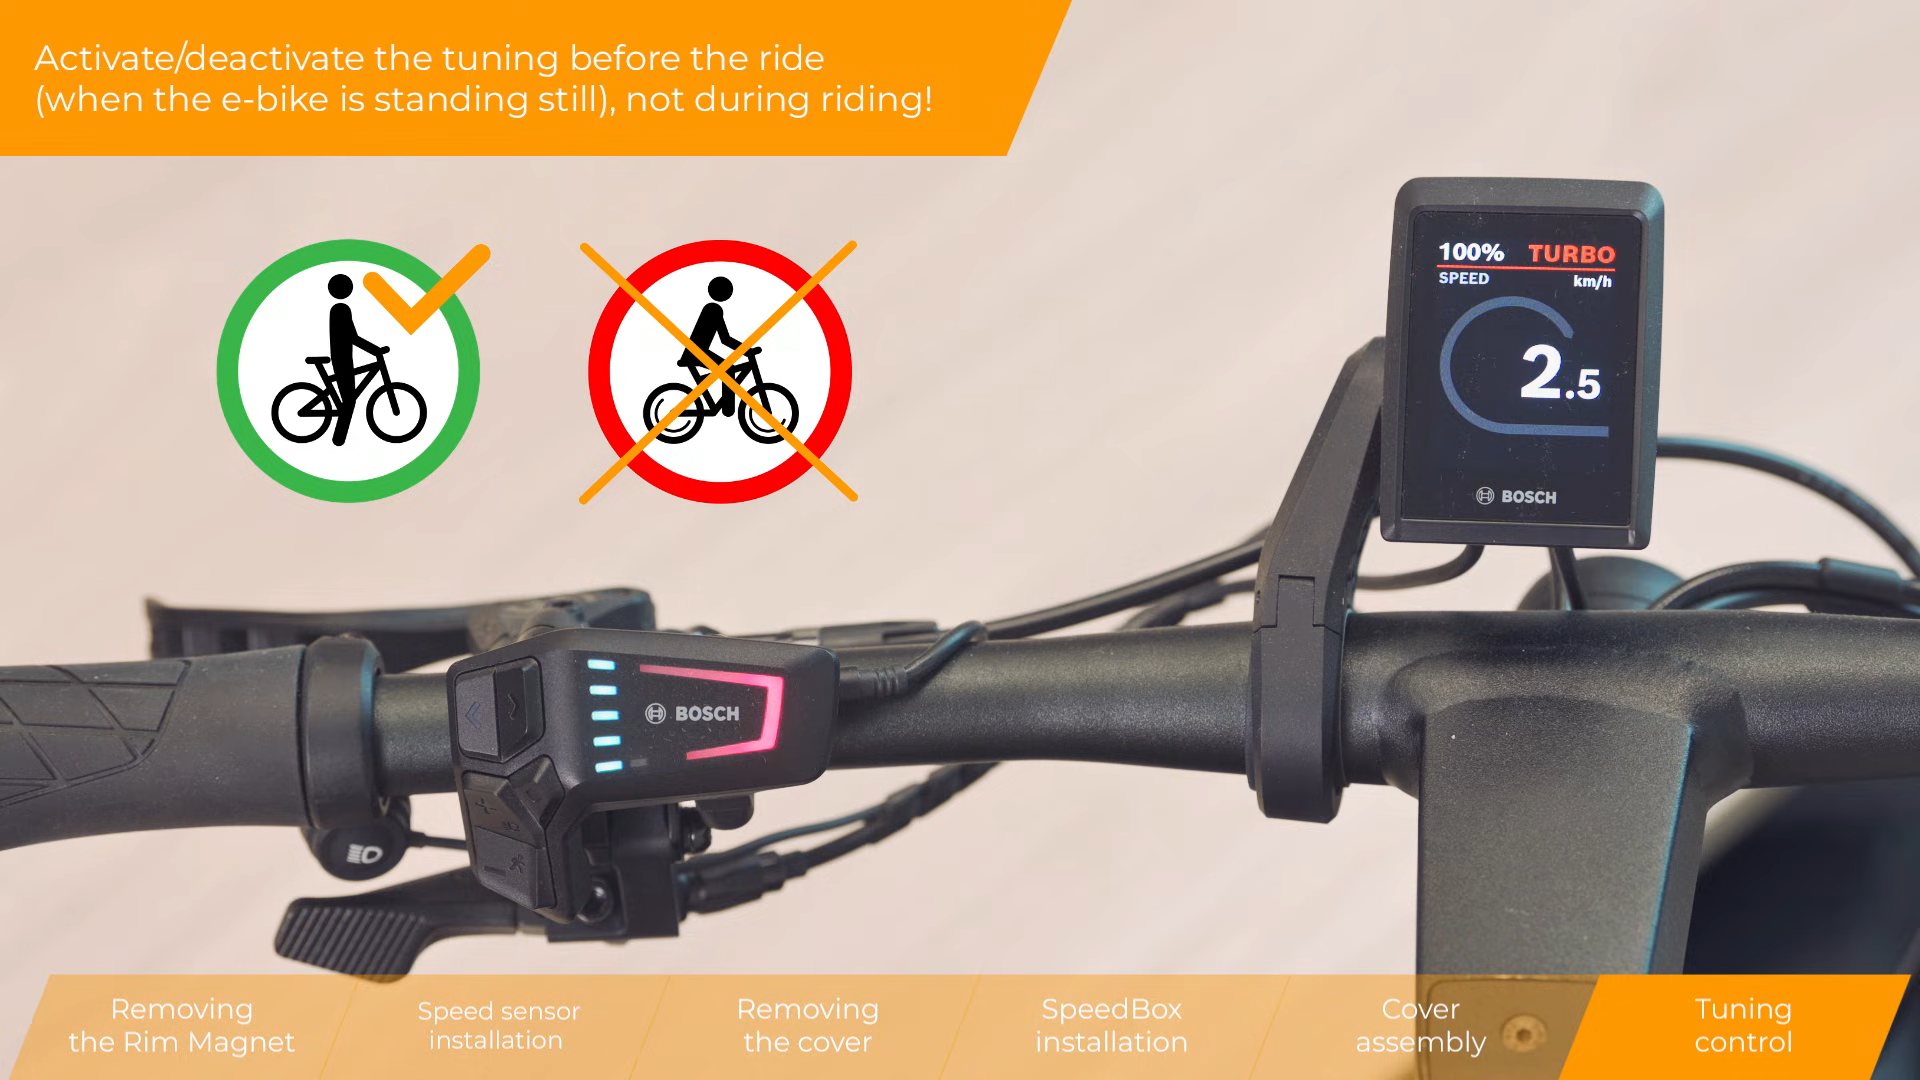 Activate/deactivate the tuning before the ride
(when the e-bike is standing still), not during riding!
100% TURBO
SPEED km/h
2.5
BOSCH
BOSCH
Removing
the Rim Magnet
Speed sensor
installation
Removing
the cover
SpeedBox
installation
Cover
assembly
Tuning
control